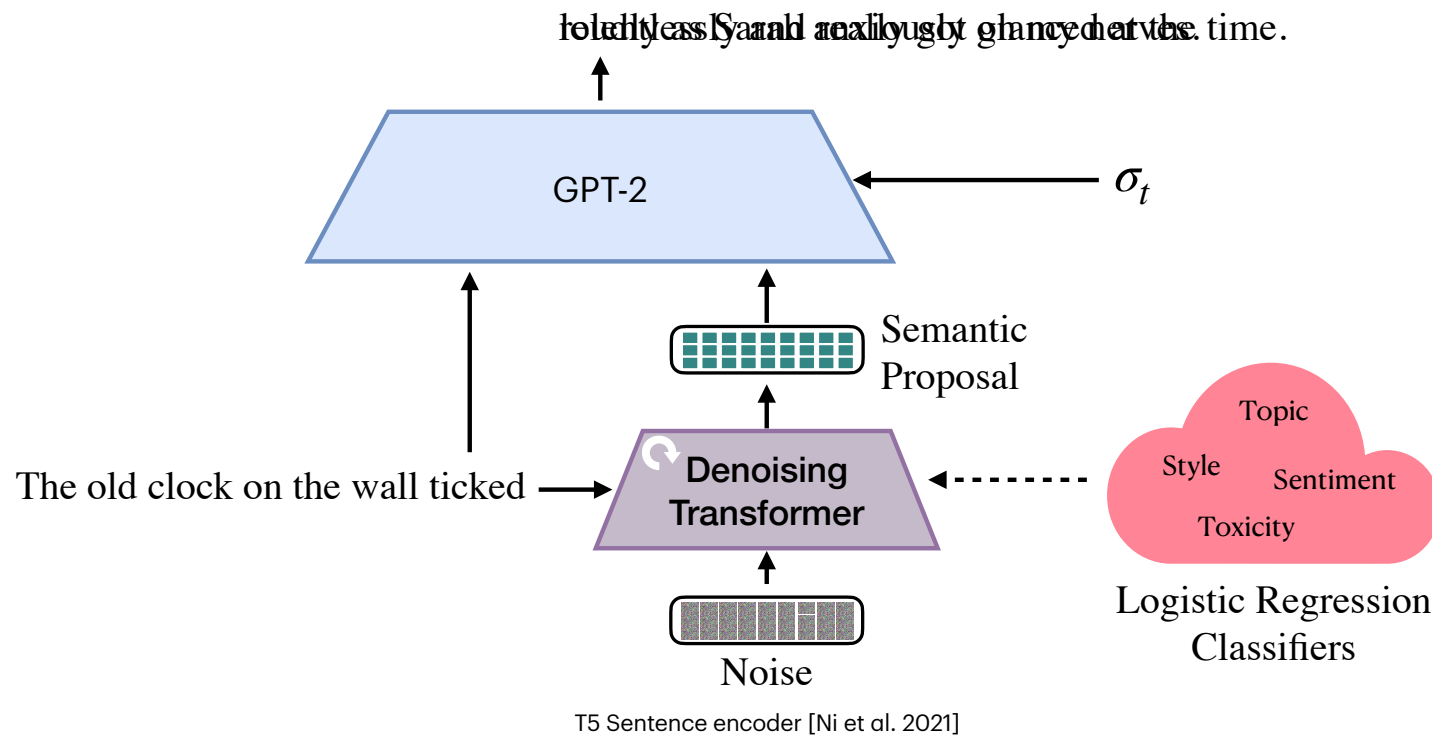 time.
GPT-2
σt
Semantic
Proposal
Topic
Style
Sentiment
Toxicity
The old clock on the wall ticked
Denoising
Transformer
Logistic Regression
Classifiers
Noise
T5 Sentence encoder [Ni et al. 2021]